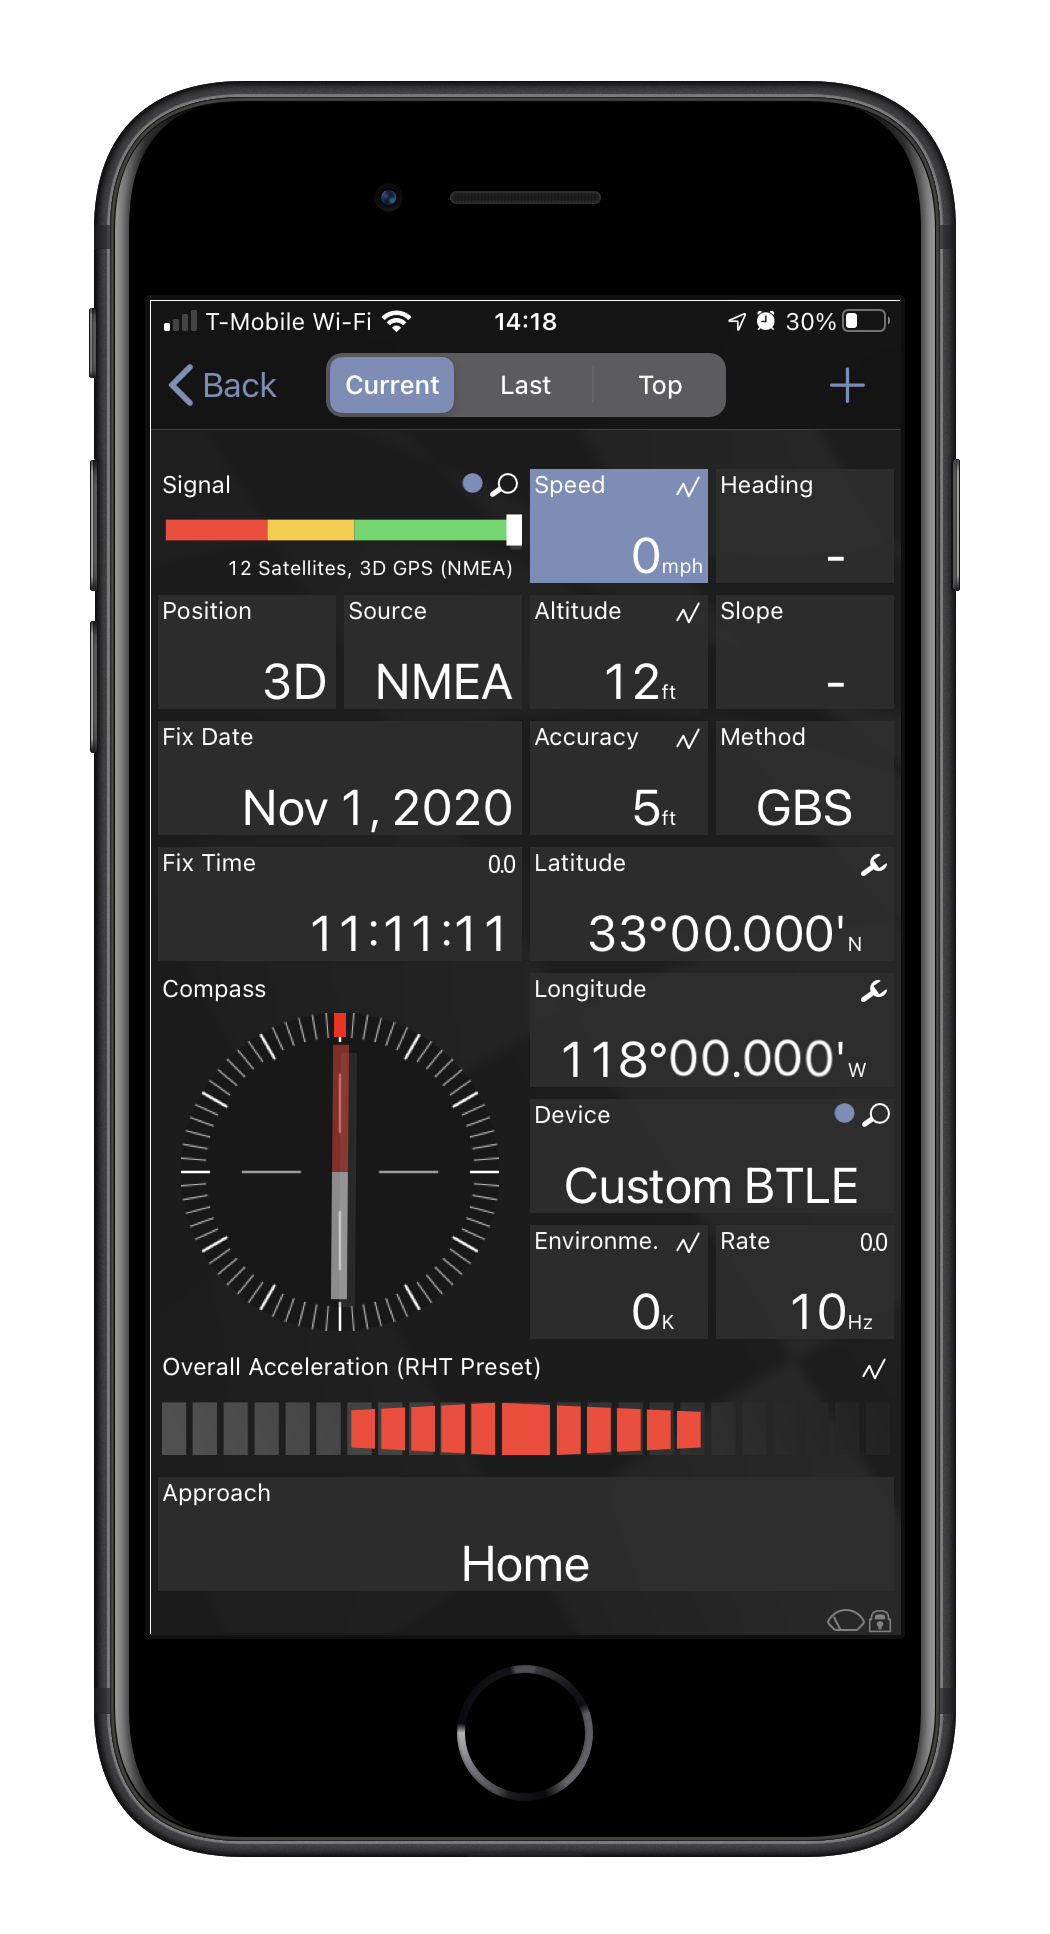 T-Mobile Wi-Fi 14:18 30%
Back Current Last Top
Signal
12 Satellites, 3D GPS (NMEA)
Speed
0mph
Heading
-
Position
3D
Source
NMEA
Altitude
12ft
Slope
-
Fix Date
Nov 1, 2020
Accuracy
5ft
Method
GBS
Fix Time 0.0
11:11:11
Latitude
33°00.000'N
Compass
Longitude
118°00.000'W
Device
Custom BTLE
Environme.
0K
Rate 0.0
10Hz
Overall Acceleration (RHT Preset)
Approach
Home